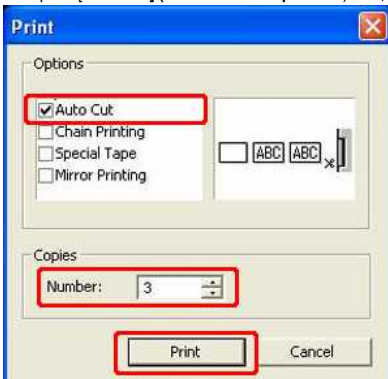 Print
Options
Auto Cut
Chain Printing
Special Tape
Mirror Printing
ABC ABC
Copies
Number: 3
Print Cancel